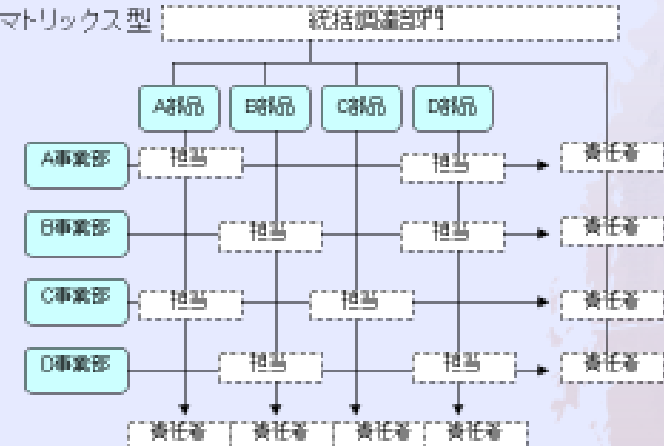 マトリックス型
統括調達部門
A部品 B部品 C部品 D部品
A事業部 担当 担当 責任者
B事業部 担当 担当 責任者
C事業部 担当 担当 責任者
D事業部 担当 担当 責任者
責任者 責任者 責任者 責任者